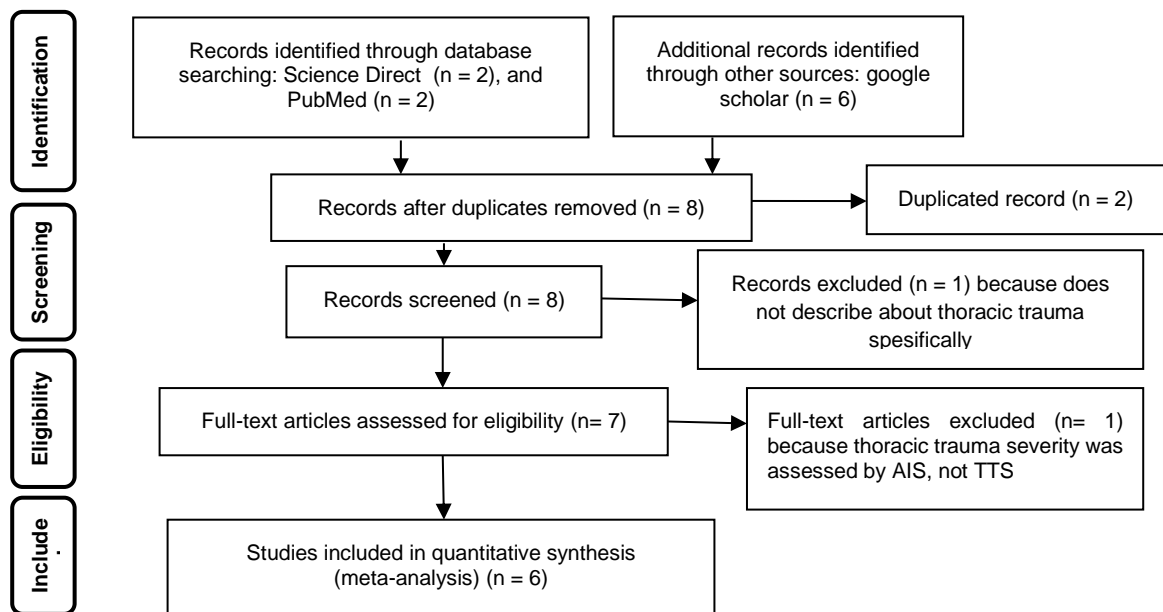 Identification
Records identified through database
searching: Science Direct (n = 2), and
PubMed (n = 2)
Additional records identified
through other sources: google
scholar (n = 6)
Records after duplicates removed (n = 8)
Duplicated record (n = 2)
Screening
Records screened (n = 8)
Records excluded (n = 1) because does
not describe about thoracic trauma
spesifically
Eligibility
Full-text articles assessed for eligibility (n= 7)
Full-text articles excluded (n= 1)
because thoracic trauma severity was
assessed by AIS, not TTS
Include
.
Studies included in quantitative synthesis
(meta-analysis) (n = 6)